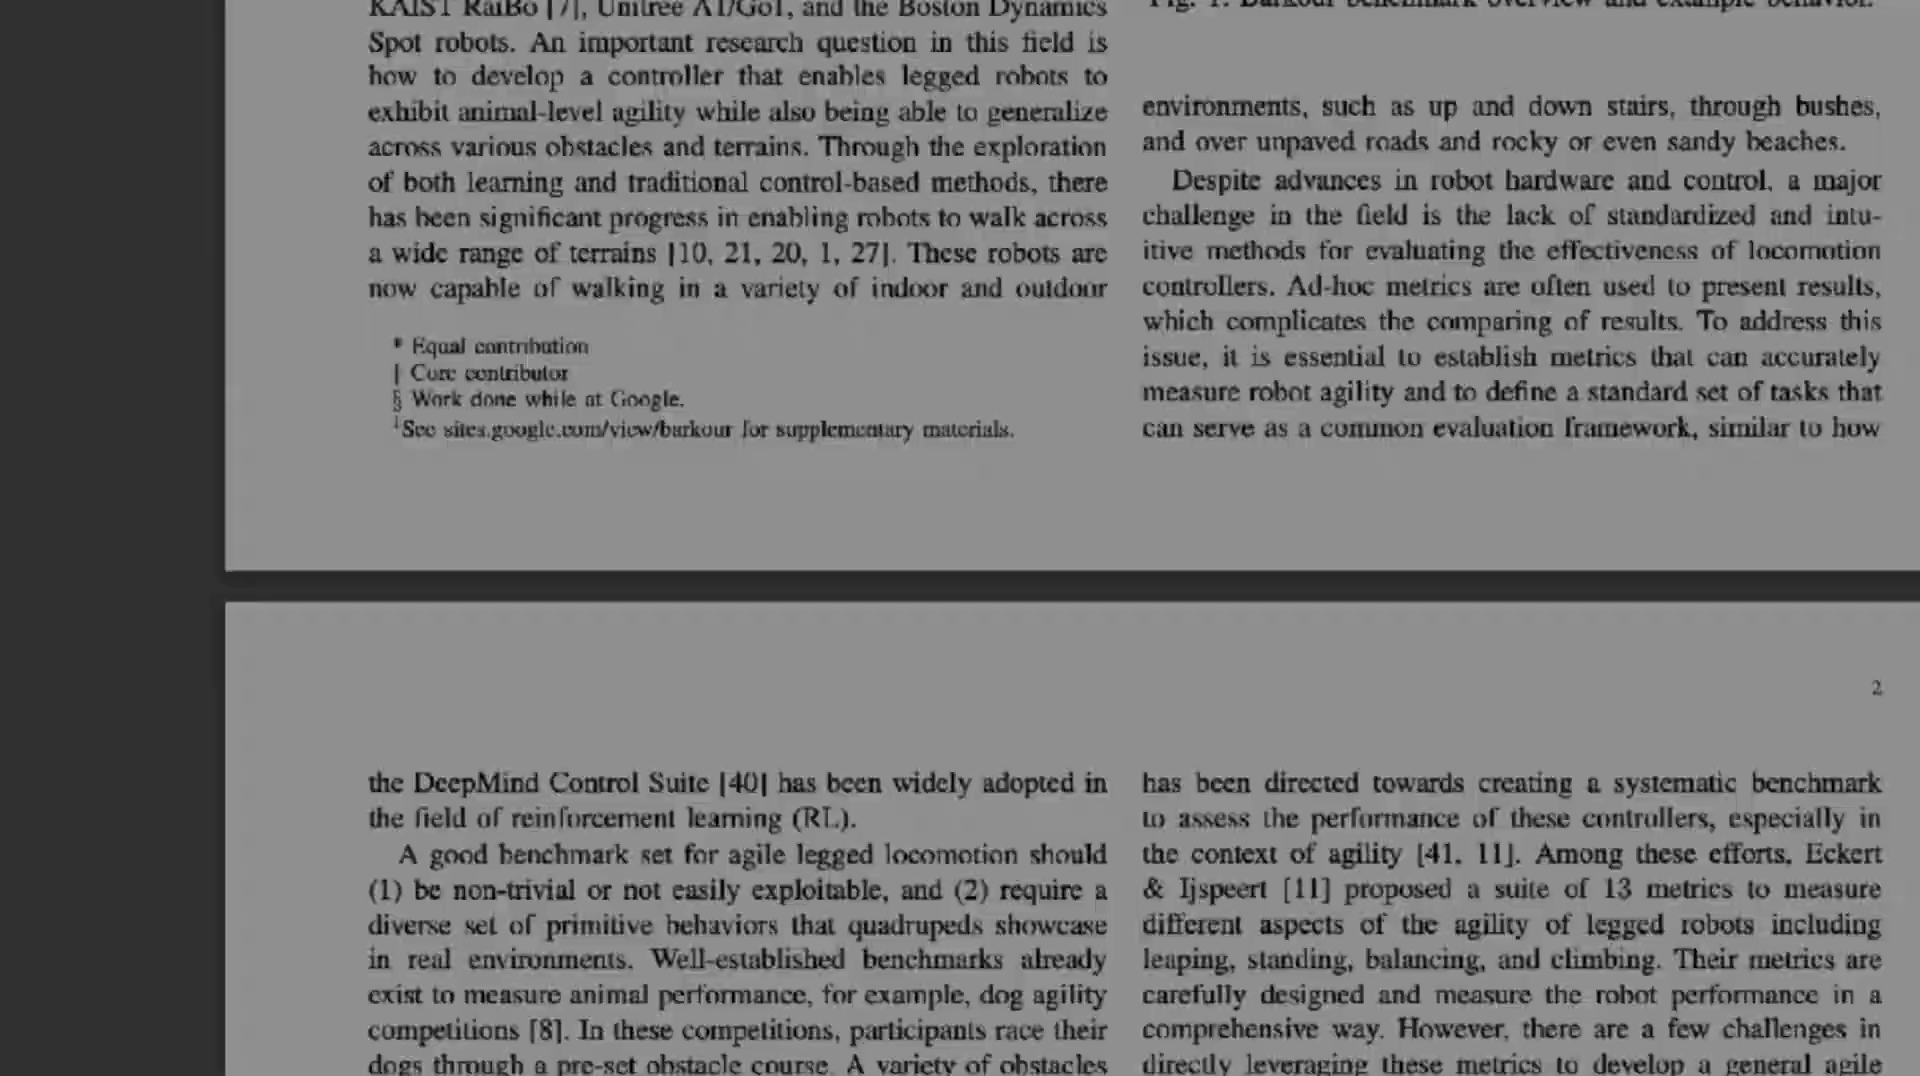 KAIST RaiBo [7], Unitree A1/Go1, and the Boston Dynamics
Spot robots. An important research question in this field is
how to develop a controller that enables legged robots to
exhibit animal-level agility while also being able to generalize
across various obstacles and terrains. Through the exploration
of both learning and traditional control-based methods, there
has been significant progress in enabling robots to walk across
a wide range of terrains [10, 21, 20, 1, 27]. These robots are
now capable of walking in a variety of indoor and outdoor
* Equal contribution
† Core contributor
§ Work done while at Google.
¹See sites.google.com/view/barkour for supplementary materials.
Fig. 1: Barkour benchmark overview and example behavior.
environments, such as up and down stairs, through bushes,
and over unpaved roads and rocky or even sandy beaches.
Despite advances in robot hardware and control, a major
challenge in the field is the lack of standardized and intu-
itive methods for evaluating the effectiveness of locomotion
controllers. Ad-hoc metrics are often used to present results,
which complicates the comparing of results. To address this
issue, it is essential to establish metrics that can accurately
measure robot agility and to define a standard set of tasks that
can serve as a common evaluation framework, similar to how
2
the DeepMind Control Suite [40] has been widely adopted in
the field of reinforcement learning (RL).
A good benchmark set for agile legged locomotion should
(1) be non-trivial or not easily exploitable, and (2) require a
diverse set of primitive behaviors that quadrupeds showcase
in real environments. Well-established benchmarks already
exist to measure animal performance, for example, dog agility
competitions [8]. In these competitions, participants race their
dogs through a pre-set obstacle course. A variety of obstacles
has been directed towards creating a systematic benchmark
to assess the performance of these controllers, especially in
the context of agility [41, 11]. Among these efforts, Eckert
& Ijspeert [11] proposed a suite of 13 metrics to measure
different aspects of the agility of legged robots including
leaping, standing, balancing, and climbing. Their metrics are
carefully designed and measure the robot performance in a
comprehensive way. However, there are a few challenges in
directly leveraging these metrics to develop a general agile